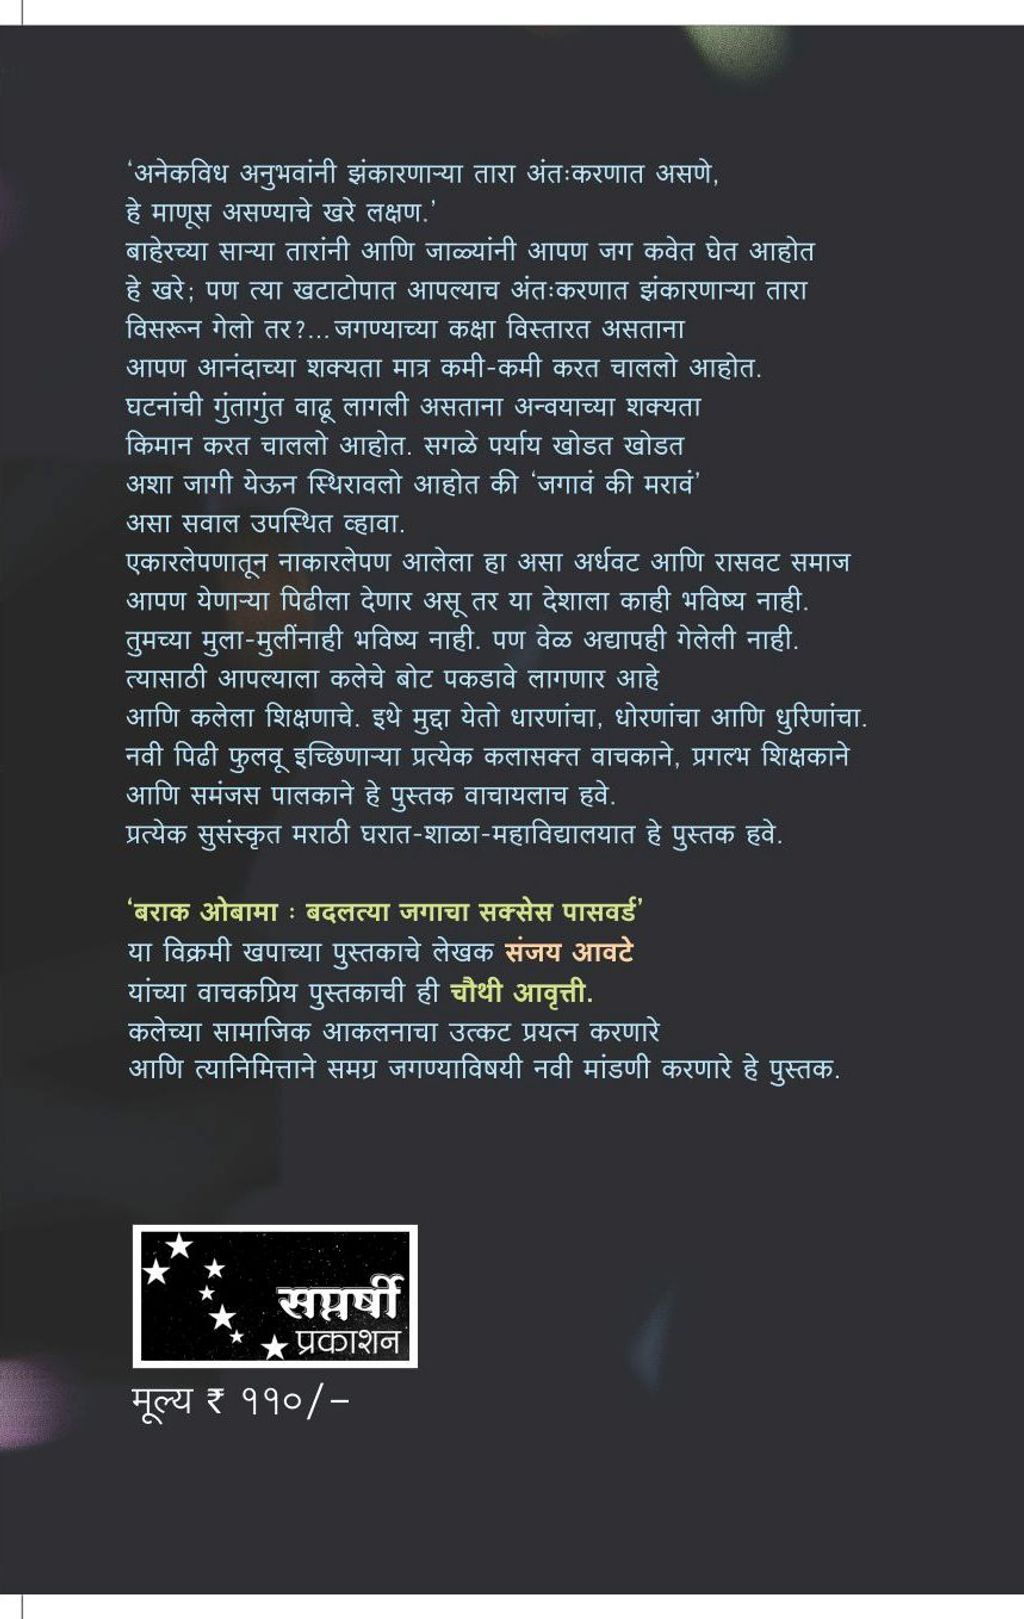 ‘अनेकविध अनुभवांनी झंकारणाऱ्या तारा अंतःकरणात असणे,
हे माणूस असण्याचे खरे लक्षण.’
बाहेरच्या साऱ्या तारांनी आणि जाळ्यांनी आपण जग कवेत घेत आहोत
हे खरे; पण त्या खटाटोपात आपल्याच अंतःकरणात झंकारणाऱ्या तारा
विसरून गेलो तर?...जगण्याच्या कक्षा विस्तारत असताना
आपण आनंदाच्या शक्यता मात्र कमी-कमी करत चाललो आहोत.
घटनांची गुंतागुंत वाढू लागली असताना अन्वयाच्या शक्यता
किमान करत चाललो आहोत. सगळे पर्याय खोडत खोडत
अशा जागी येऊन स्थिरावलो आहोत की ‘जगावं की मरावं’
असा सवाल उपस्थित व्हावा.
एकारलेपणातून नाकारलेपण आलेला हा असा अर्धवट आणि रासवट समाज
आपण येणाऱ्या पिढीला देणार असू तर या देशाला काही भविष्य नाही.
तुमच्या मुला-मुलींनाही भविष्य नाही. पण वेळ अद्यापही गेलेली नाही.
त्यासाठी आपल्याला कलेचे बोट पकडावे लागणार आहे
आणि कलेला शिक्षणाचे. इथे मुद्दा येतो धारणांचा, धोरणांचा आणि धुरिणांचा.
नवी पिढी फुलवू इच्छिणाऱ्या प्रत्येक कलासक्त वाचकाने, प्रगल्भ शिक्षकाने
आणि समंजस पालकाने हे पुस्तक वाचायलाच हवे.
प्रत्येक सुसंस्कृत मराठी घरात-शाळा-महाविद्यालयात हे पुस्तक हवे.
‘बराक ओबामा : बदलत्या जगाचा सक्सेस पासवर्ड’
या विक्रमी खपाच्या पुस्तकाचे लेखक संजय आवटे
यांच्या वाचकप्रिय पुस्तकाची ही चौथी आवृत्ती.
कलेच्या सामाजिक आकलनाचा उत्कट प्रयत्न करणारे
आणि त्यानिमित्ताने समग्र जगण्याविषयी नवी मांडणी करणारे हे पुस्तक.
सप्तर्षी
प्रकाशन
मूल्य ₹ ११०/–